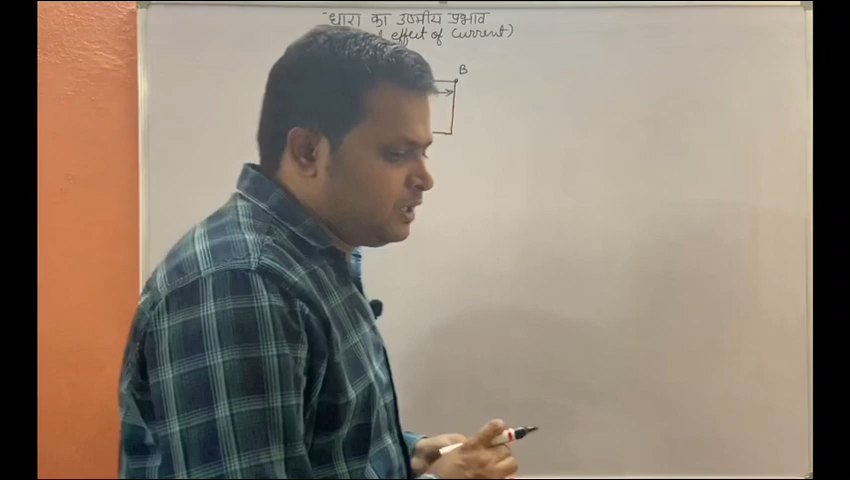 धारा का उष्मीय प्रभाव
effect of Current)
B